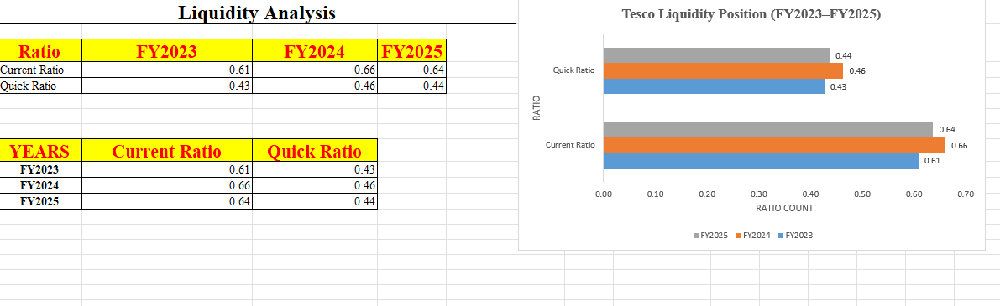 Liquidity Analysis
Ratio FY2023 FY2024 FY2025
Current Ratio 0.61 0.66 0.64
Quick Ratio 0.43 0.46 0.44
YEARS Current Ratio Quick Ratio
FY2023 0.61 0.43
FY2024 0.66 0.46
FY2025 0.64 0.44
Tesco Liquidity Position (FY2023–FY2025)
RATIO
Quick Ratio
0.44
0.46
0.43
Current Ratio
0.64
0.66
0.61
0.00 0.10 0.20 0.30 0.40 0.50 0.60 0.70
RATIO COUNT
FY2025 FY2024 FY2023